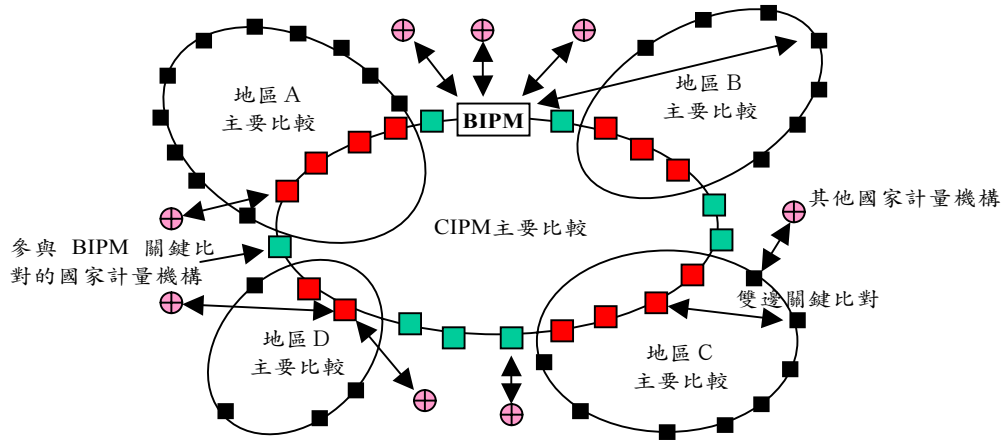 地區 A
主要比較
BIPM
地區 B
主要比較
其他國家計量機構
CIPM主要比較
參與 BIPM 關鍵比
對的國家計量機構
雙邊關鍵比對
地區 D
主要比較
地區 C
主要比較